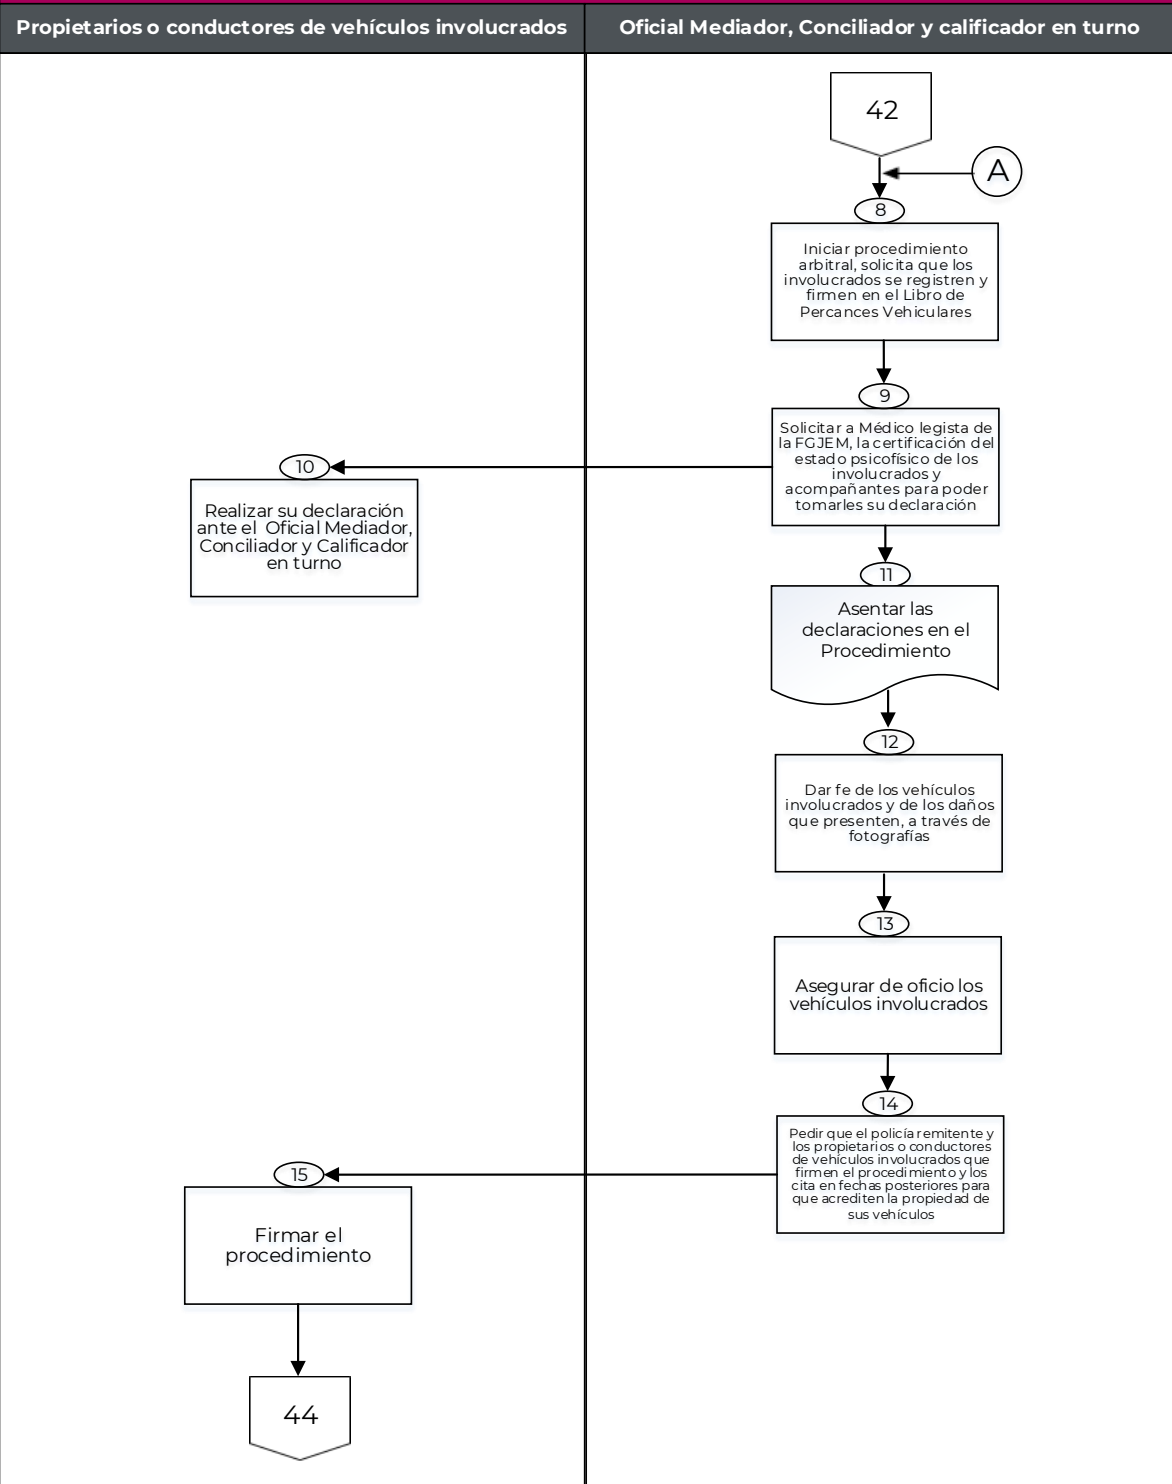 Propietarios o conductores de vehículos involucrados
Oficial Mediador, Conciliador y calificador en turno
42
A
8
Iniciar procedimiento
arbitral, solicita que los
involucrados se registren y
firmen en el Libro de
Percances Vehiculares
9
Solicitar a Médico legista de
la FGJEM, la certificación del
estado psicofísico de los
involucrados y
acompañantes para poder
tomarles su declaración
10
Realizar su declaración
ante el Oficial Mediador,
Conciliador y Calificador
en turno
11
Asentar las
declaraciones en el
Procedimiento
12
Dar fe de los vehículos
involucrados y de los daños
que presenten, a través de
fotografías
13
Asegurar de oficio los
vehículos involucrados
14
Pedir que el policía remitente y
los propietarios o conductores
de vehículos involucrados que
firmen el procedimiento y los
cita en fechas posteriores para
que acrediten la propiedad de
sus vehículos
15
Firmar el
procedimiento
44